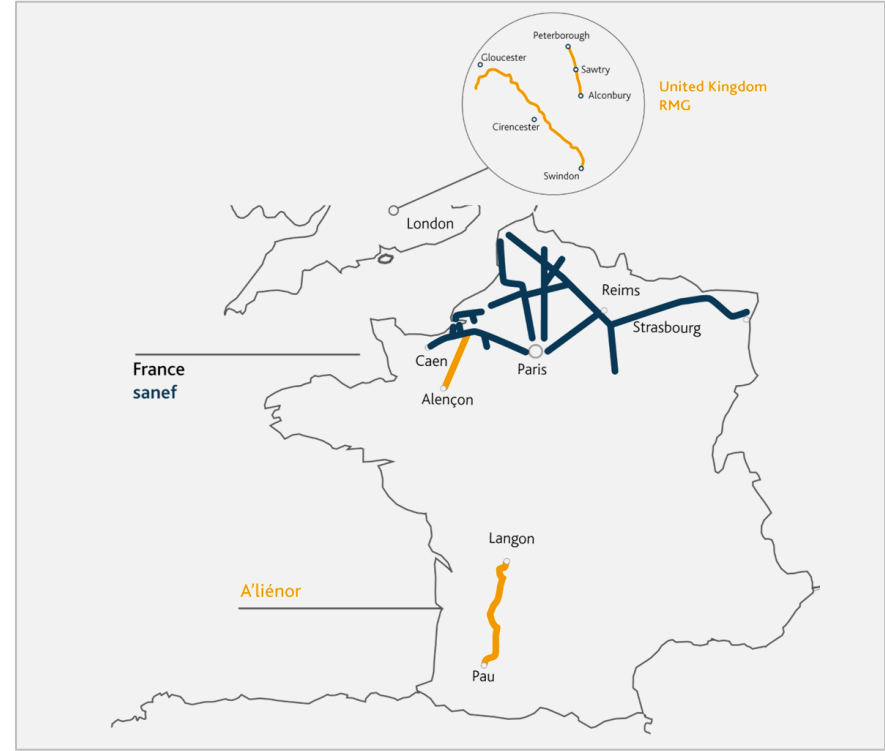 Peterborough
Gloucester
Sawtry
United Kingdom
RMG
Alconbury
Cirencester
Swindon
London
Reims
Strasbourg
Caen
Paris
France
sanef
Alençon
Langon
A'liénor
Pau